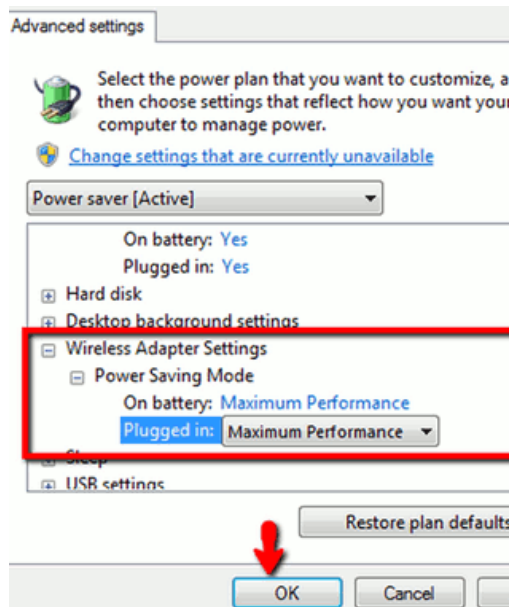 Advanced settings
Select the power plan that you want to customize, a
then choose settings that reflect how you want your
computer to manage power.
Change settings that are currently unavailable
Power saver [Active]
On battery: Yes
Plugged in: Yes
Hard disk
Desktop background settings
Wireless Adapter Settings
Power Saving Mode
On battery: Maximum Performance
Plugged in: Maximum Performance
Sleep
USB settings
Restore plan defaults
OK
Cancel